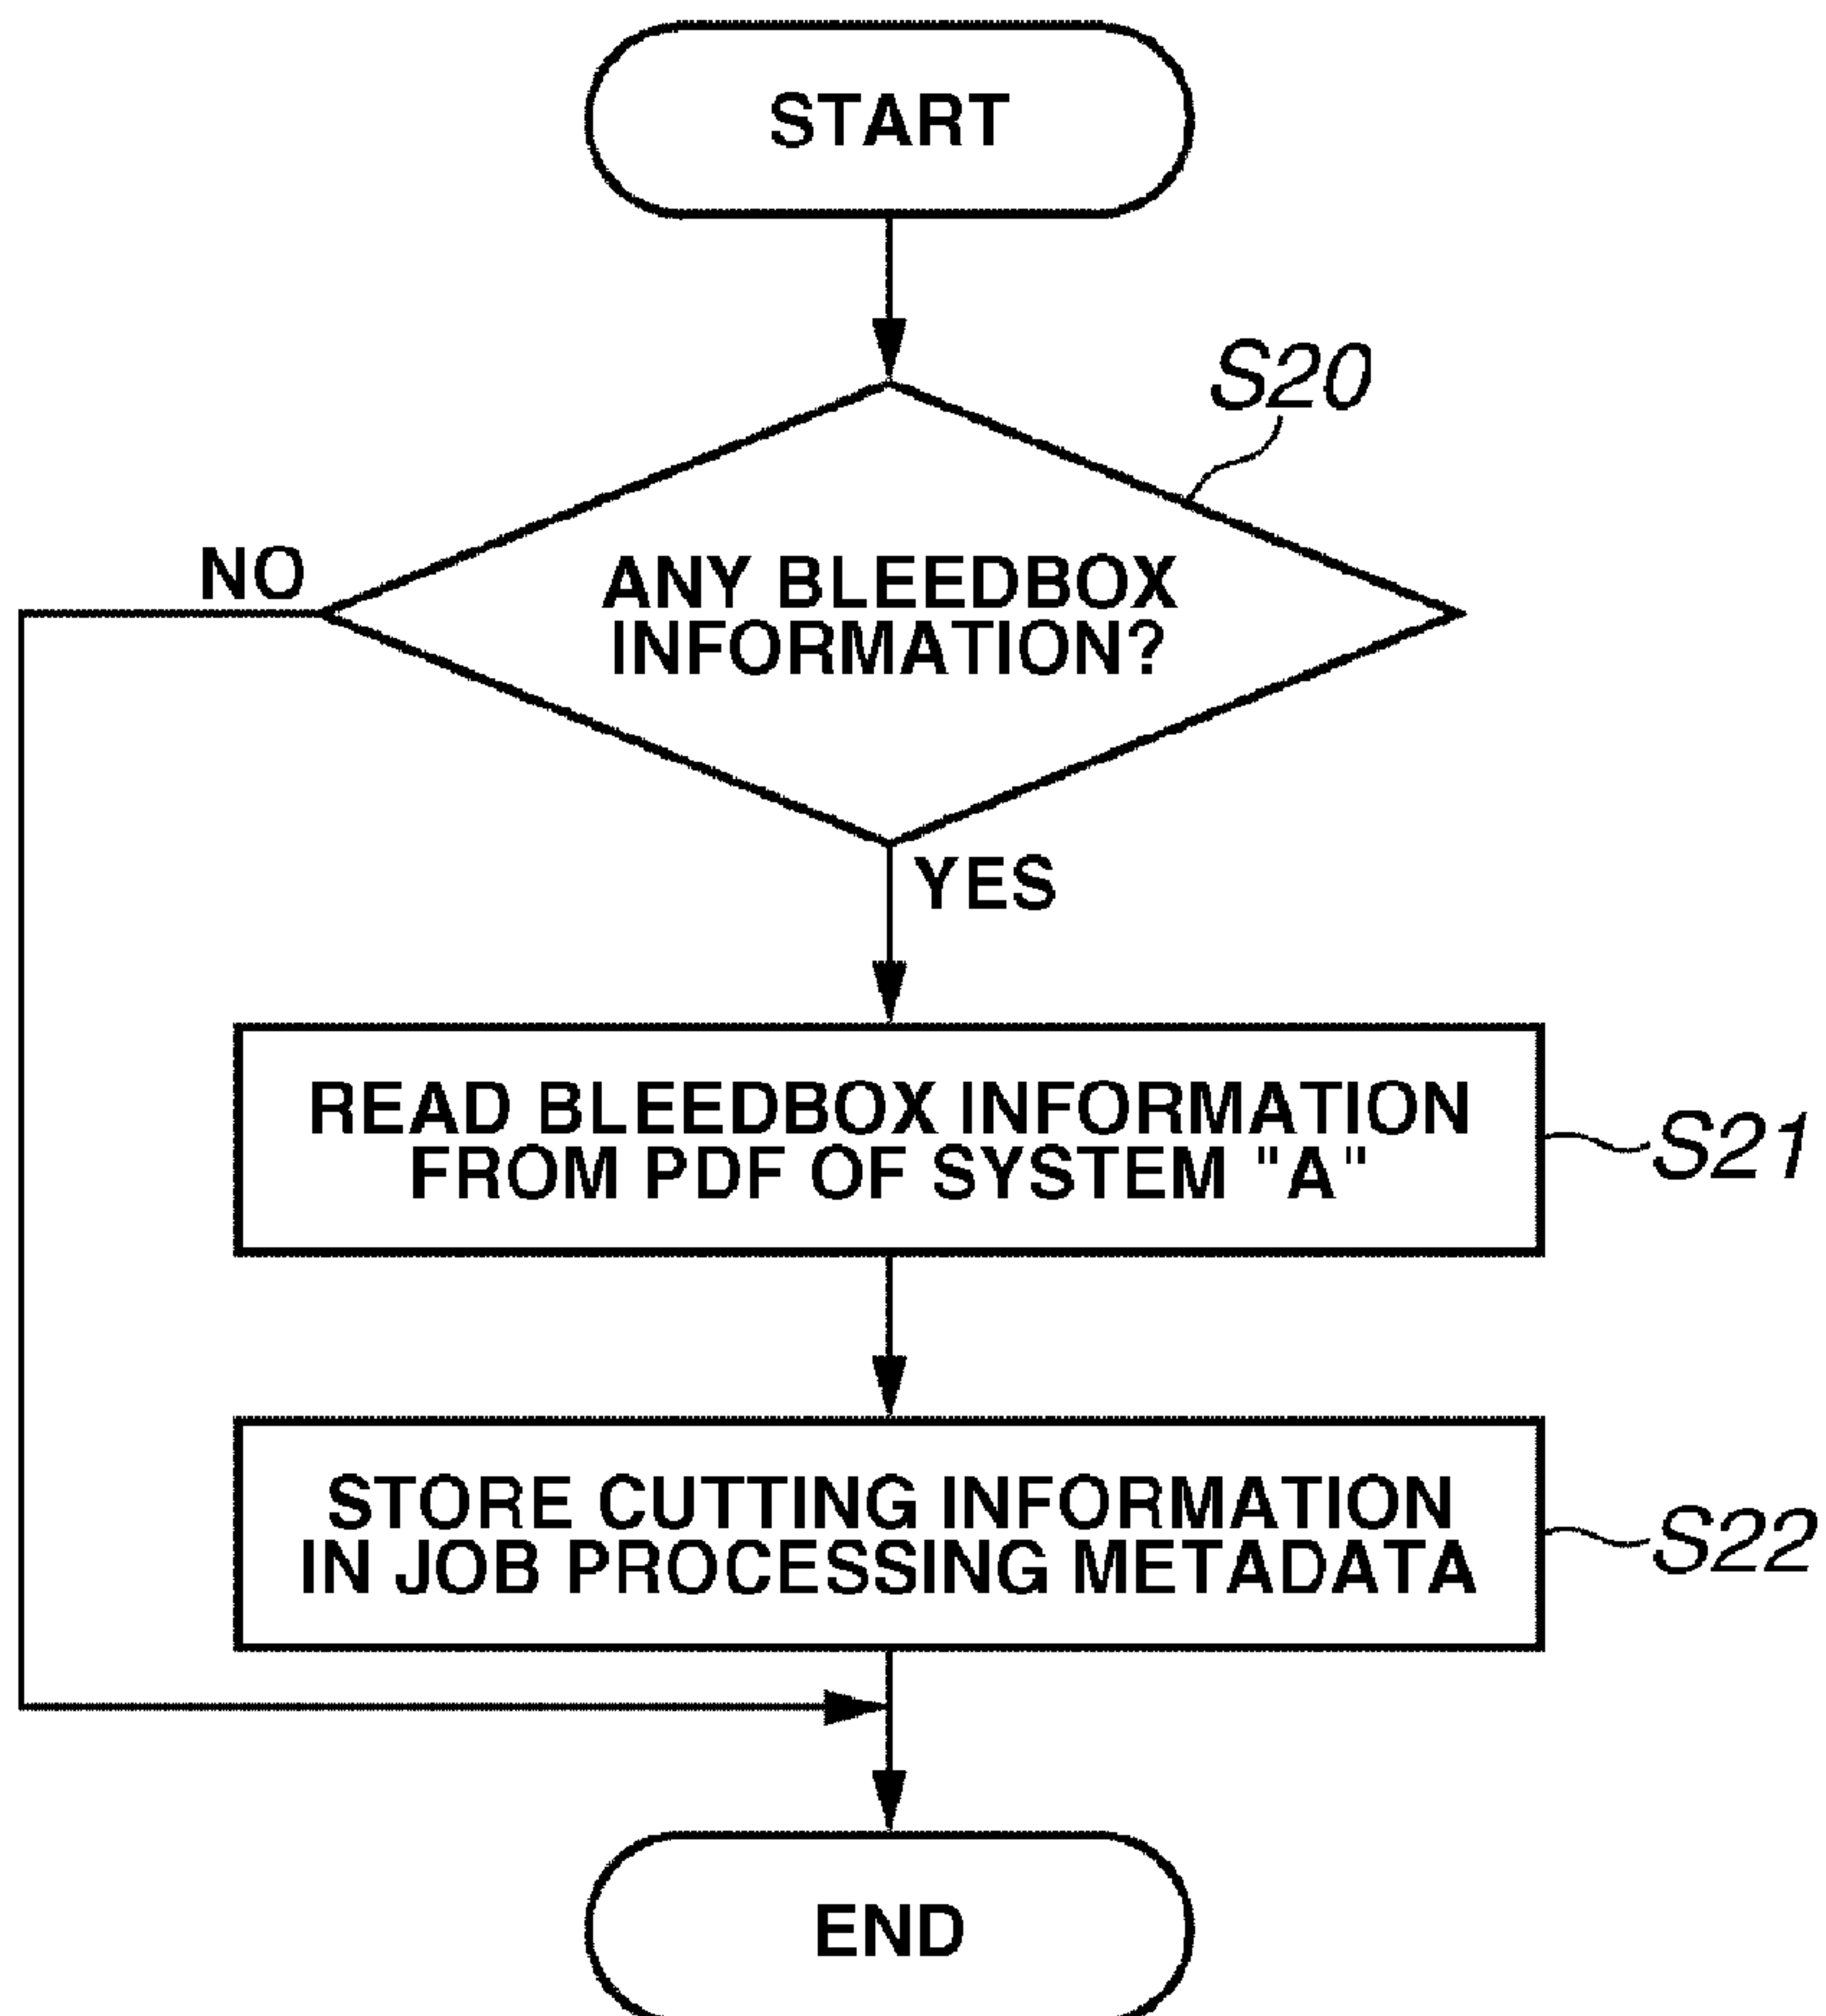 START
S20
NO
ANY BLEEDBOX
INFORMATION?
YES
READ BLEEDBOX INFORMATION
FROM PDF OF SYSTEM "A"
S21
STORE CUTTING INFORMATION
IN JOB PROCESSING METADATA
S22
END